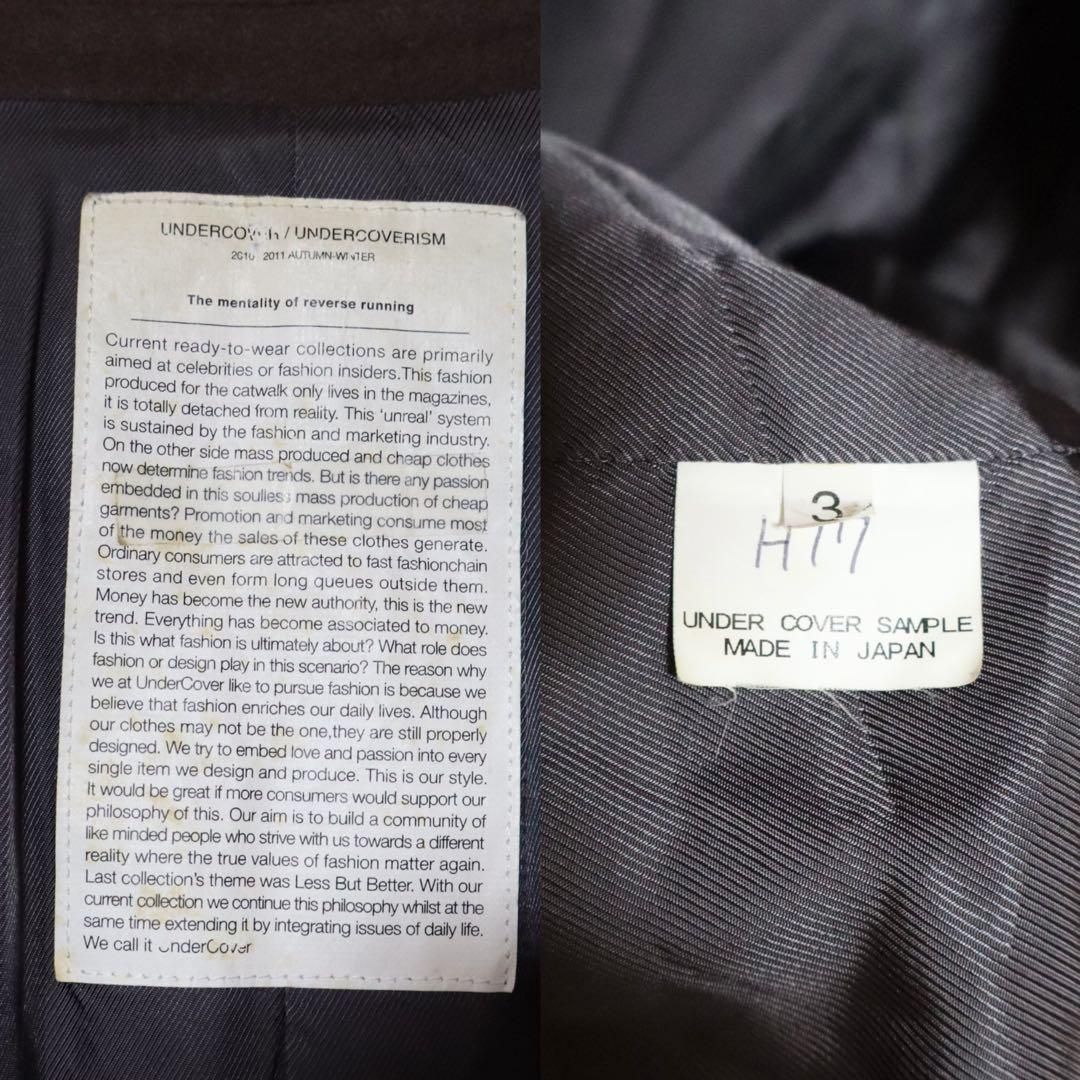 UNDERCOVER / UNDERCOVERISM
2010 2011 AUTUMN-WINTER
The mentality of reverse running
Current ready-to-wear collections are primarily
aimed at celebrities or fashion insiders.This fashion
produced for the catwalk only lives in the magazines,
it is totally detached from reality. This ‘unreal’ system
is sustained by the fashion and marketing industry.
On the other side mass produced and cheap clothes
now determine fashion trends. But is there any passion
embedded in this soulless mass production of cheap
garments? Promotion and marketing consume most
of the money the sales of these clothes generate.
Ordinary consumers are attracted to fast fashionchain
stores and even form long queues outside them.
Money has become the new authority, this is the new
trend. Everything has become associated to money.
Is this what fashion is ultimately about? What role does
fashion or design play in this scenario? The reason why
we at UnderCover like to pursue fashion is because we
believe that fashion enriches our daily lives. Although
our clothes may not be the one,they are still properly
designed. We try to embed love and passion into every
single item we design and produce. This is our style.
It would be great if more consumers would support our
philosophy of this. Our aim is to build a community of
like minded people who strive with us towards a different
reality where the true values of fashion matter again.
Last collection's theme was Less But Better. With our
current collection we continue this philosophy whilst at the
same time extending it by integrating issues of daily life.
We call it UnderCover
3
UNDER COVER SAMPLE
MADE IN JAPAN